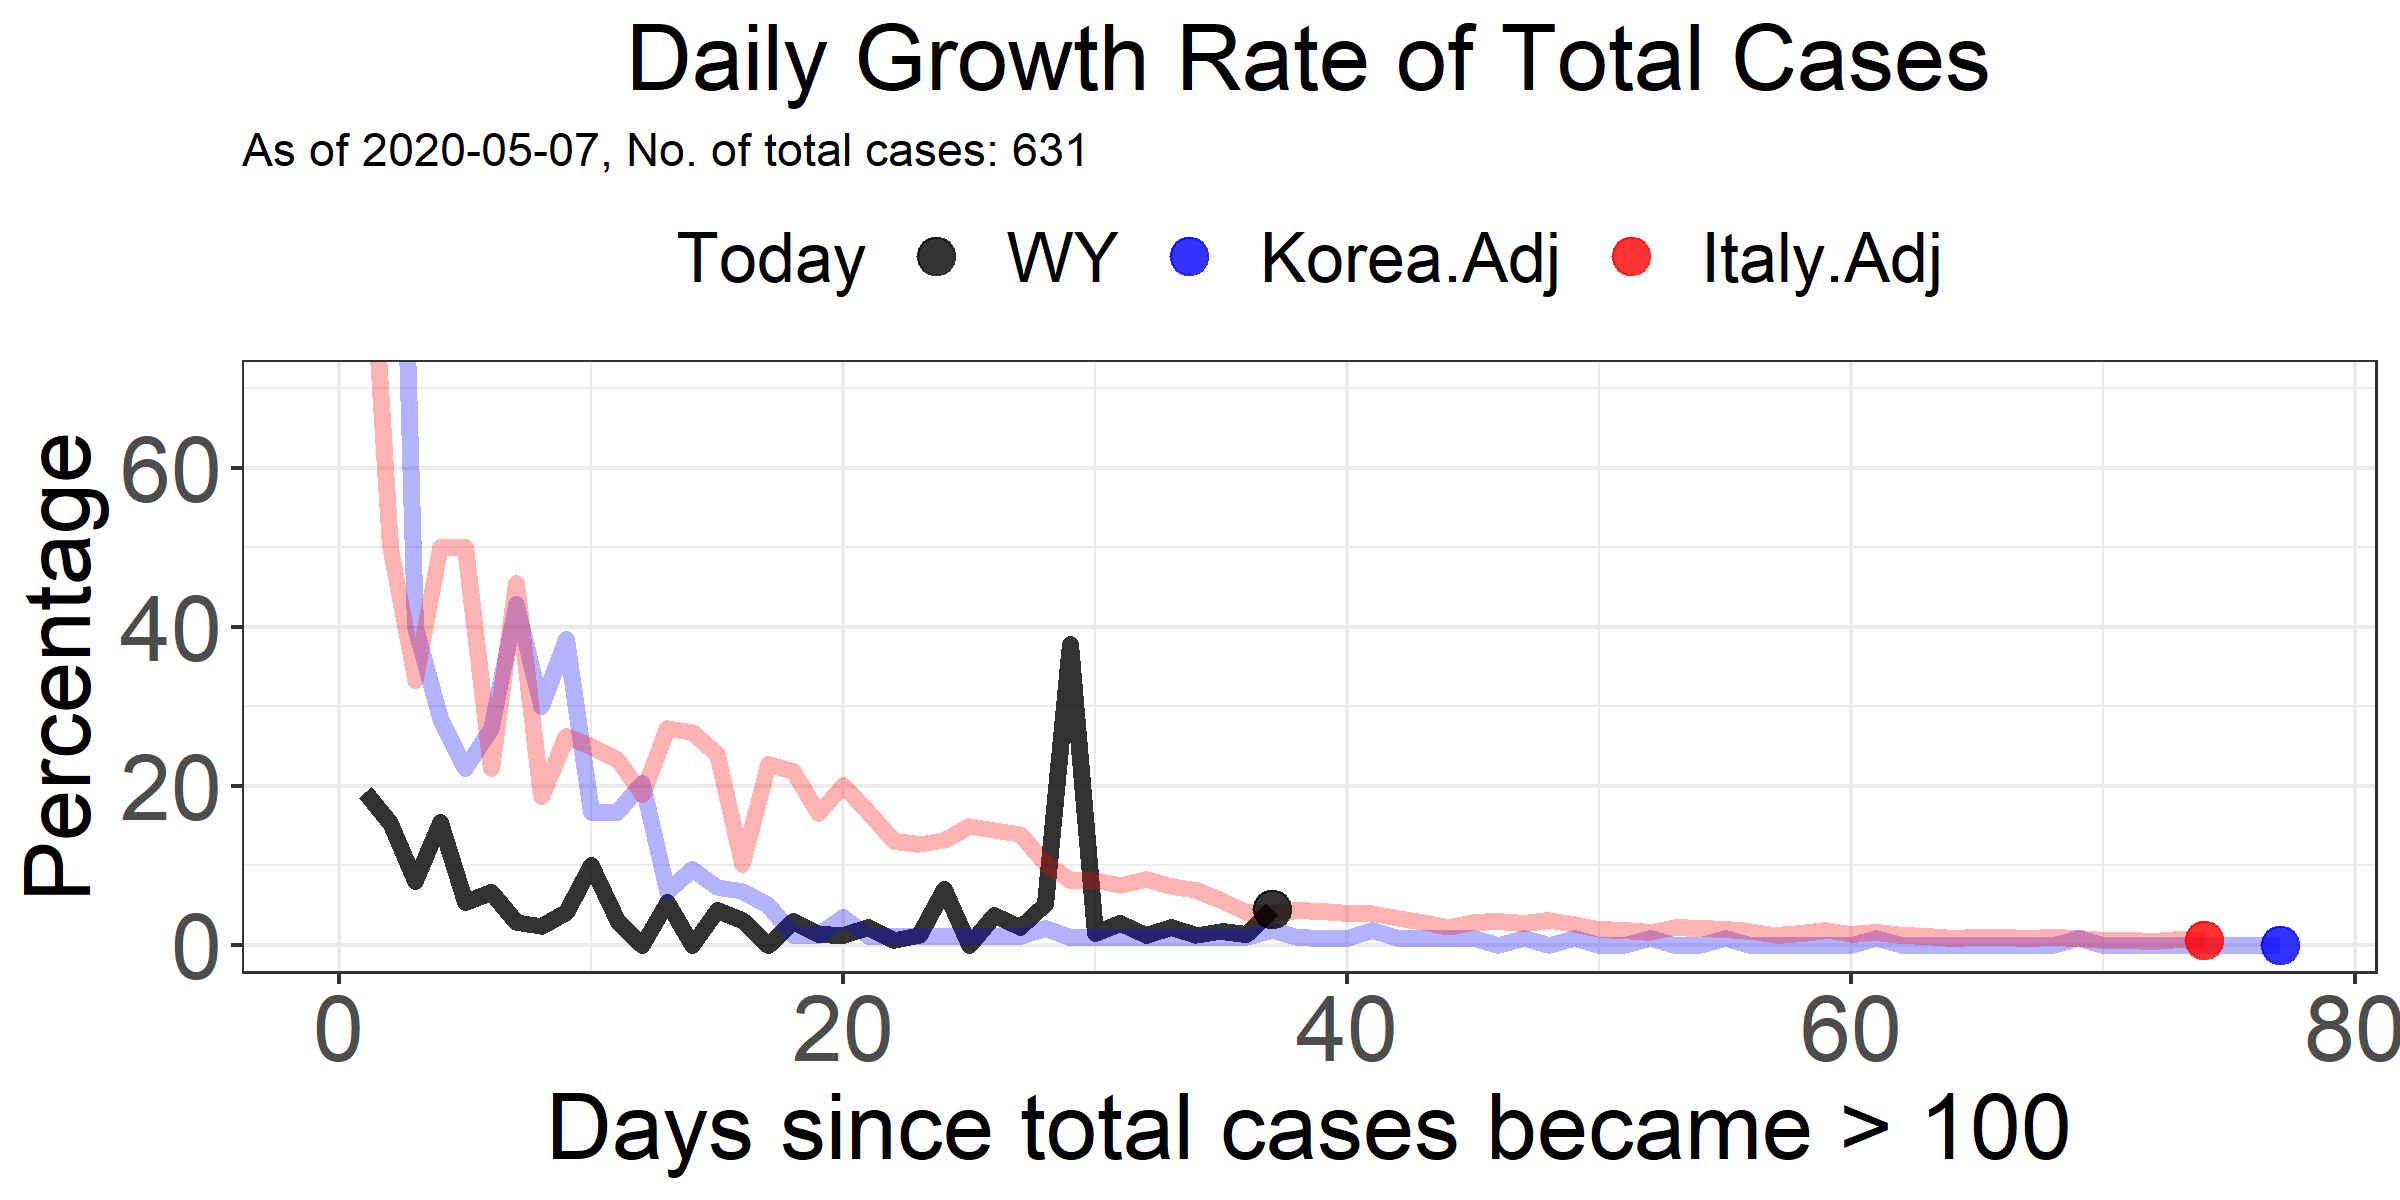 Daily Growth Rate of Total Cases
As of 2020-05-07, No. of total cases: 631
Today WY Korea.Adj Italy.Adj
Percentage
60
40
20
0
0 20 40 60 80
Days since total cases became > 100